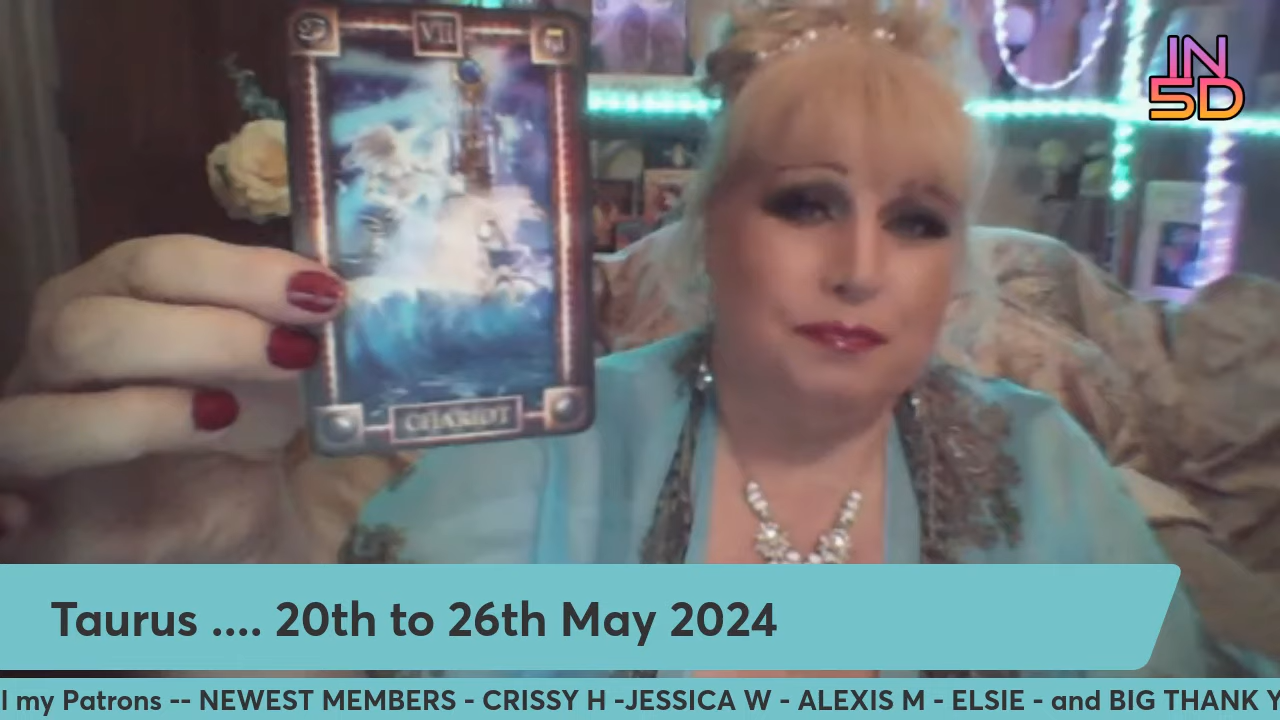 VII
IN
5D
CHARIOT
Taurus .... 20th to 26th May 2024
l my Patrons -- NEWEST MEMBERS - CRISSY H -JESSICA W - ALEXIS M - ELSIE - and BIG THANK Y